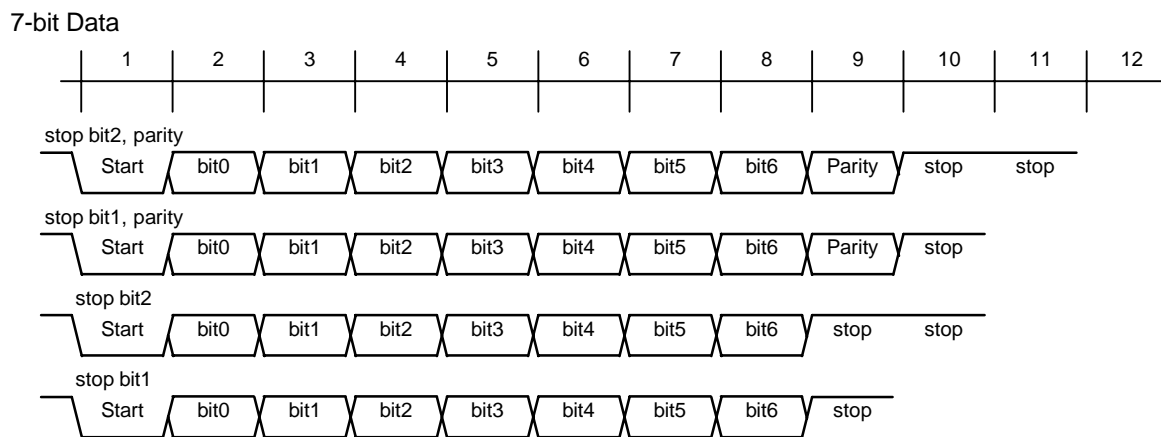 7-bit Data
1 2 3 4 5 6 7 8 9 10 11 12
stop bit2, parity
Start bit0 bit1 bit2 bit3 bit4 bit5 bit6 Parity stop stop
stop bit1, parity
Start bit0 bit1 bit2 bit3 bit4 bit5 bit6 Parity stop
stop bit2
Start bit0 bit1 bit2 bit3 bit4 bit5 bit6 stop stop
stop bit1
Start bit0 bit1 bit2 bit3 bit4 bit5 bit6 stop